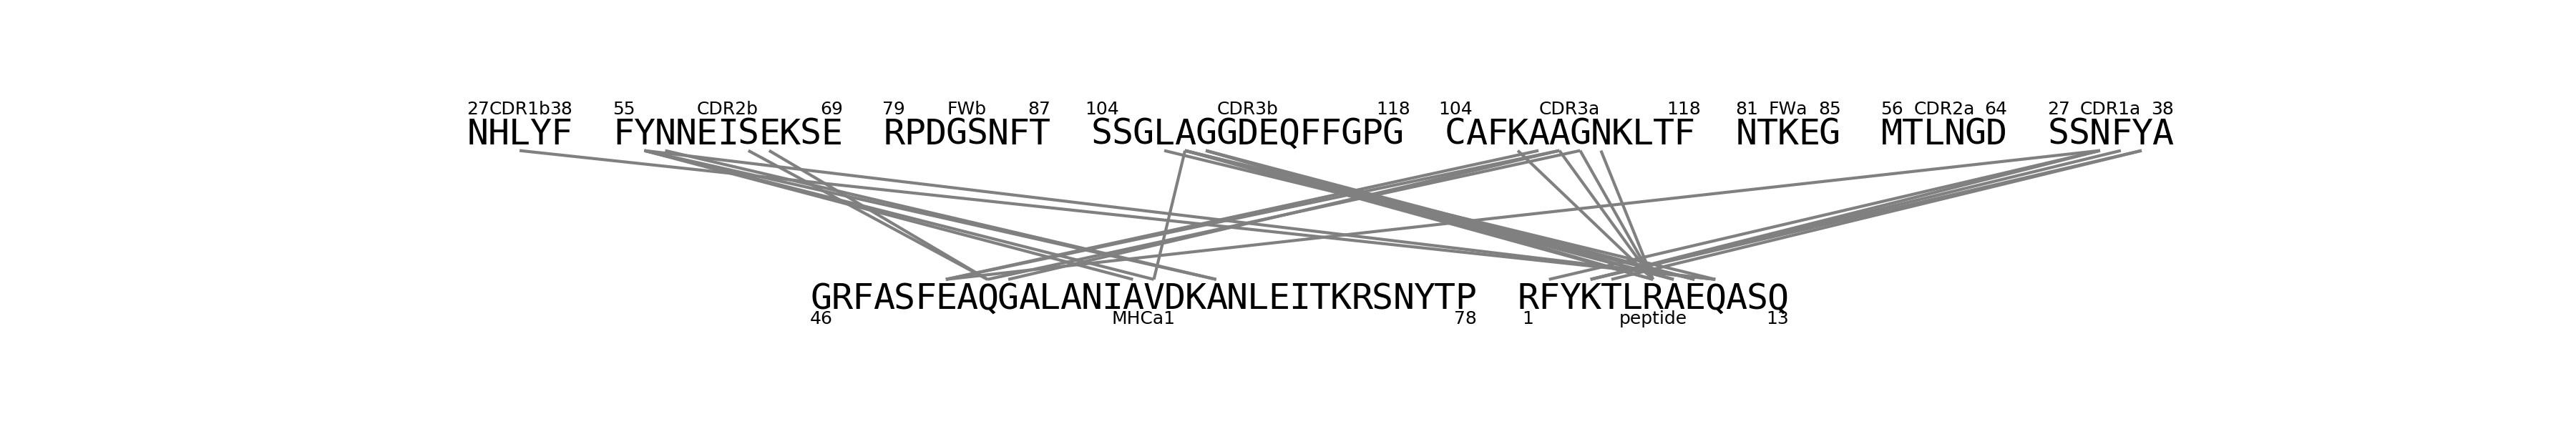 27CDR1b38 55 CDR2b 69 79 FWb 87 104 CDR3b 118 104 CDR3a 118 81 FWa 85 56 CDR2a 64 27 CDR1a 38
NHLYF FYNNEISEKSE RPDGSNFT SSGLAGGDEQFFGPG CAFKAAGNKLTF NTKEG MTLNGD SSNFYA
GRFASFEAQGALANIAVDKANLEITKRSNYTP RFYKTLRAEQASQ
46 MHCa1 78 1 peptide 13